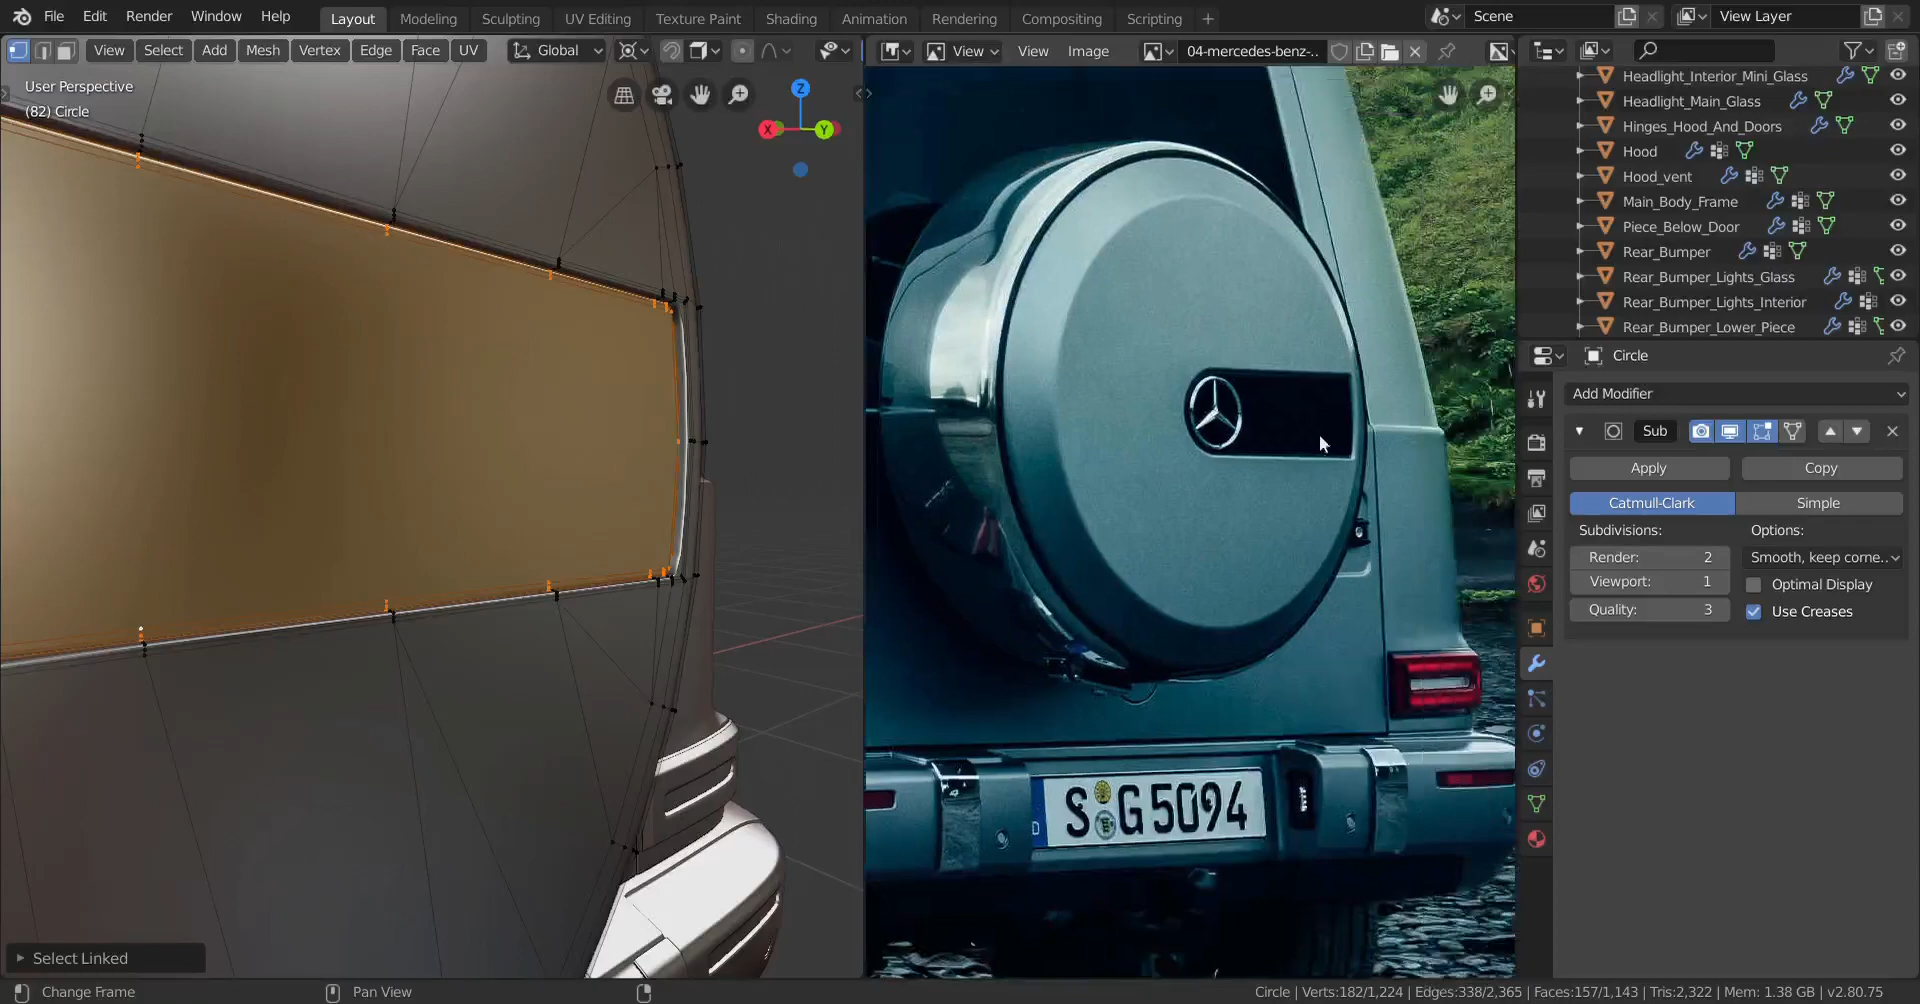 File Edit Render Window Help Layout Modeling Sculpting UV Editing Texture Paint Shading Animation Rendering Compositing Scripting + Scene View Layer
View Select Add Mesh Vertex Edge Face UV Global View View Image 04-mercedes-benz-..
User Perspective
(82) Circle
Z
X
Y
Headlight_Interior_Mini_Glass
Headlight_Main_Glass
Hinges_Hood_And_Doors
Hood
Hood_vent
Main_Body_Frame
Piece_Below_Door
Rear_Bumper
Rear_Bumper_Lights_Glass
Rear_Bumper_Lights_Interior
Rear_Bumper_Lower_Piece
Circle
Add Modifier
Sub
Apply Copy
Catmull-Clark Simple
Subdivisions: Options:
Render: 2 Smooth, keep corne..
Viewport: 1 Optimal Display
Quality: 3 Use Creases
D S G 5094
Select Linked
Change Frame Pan View Circle | Verts:182/1,224 | Edges:338/2,365 | Faces:157/1,143 | Tris:2,322 | Mem: 1.38 GB | v2.80.75